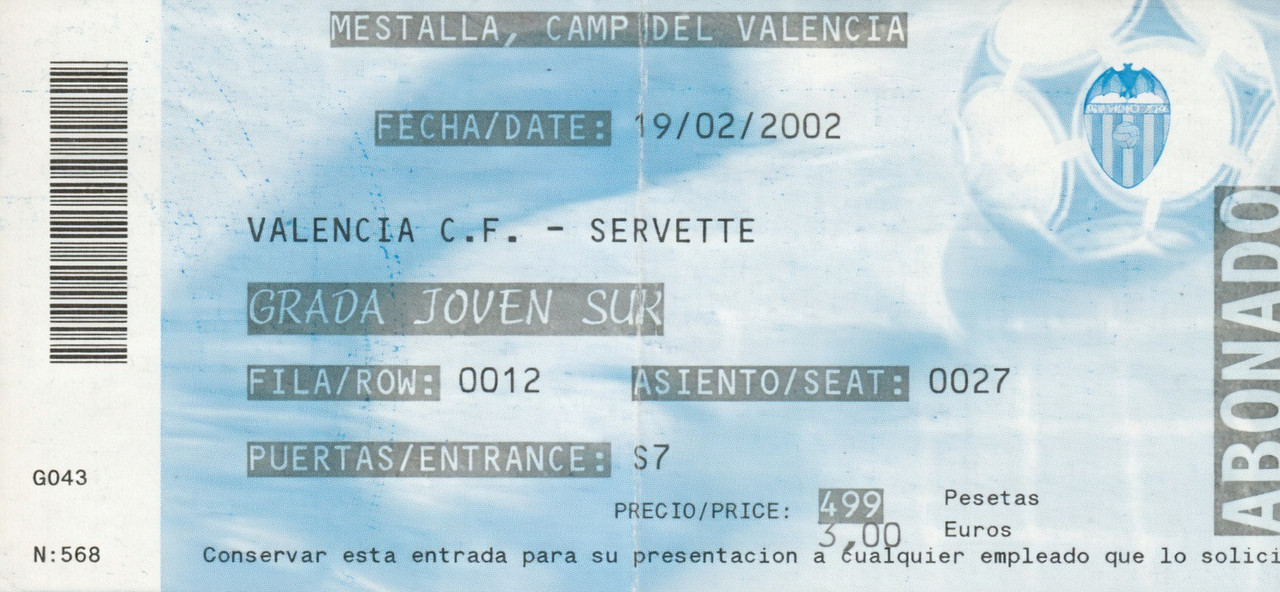 MESTALLA, CAMP DEL VALENCIA
FECHA/DATE: 19/02/2002
VALENCIA C.F. - SERVETTE
GRADA JOVEN SUR
FILA/ROW: 0012 ASIENTO/SEAT: 0027
PUERTAS/ENTRANCE: S7
PRECIO/PRICE: 499 Pesetas
3,00 Euros
Conservar esta entrada para su presentacion a cualquier empleado que lo solici
G043
N:568
ABONADO